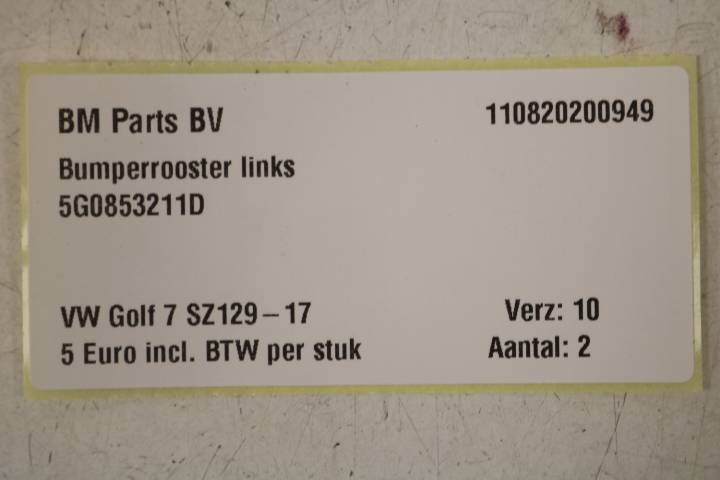 BM Parts BV 110820200949
Bumperrooster links
5G0853211D
VW Golf 7 SZ129-17 Verz: 10
5 Euro incl. BTW per stuk Aantal: 2